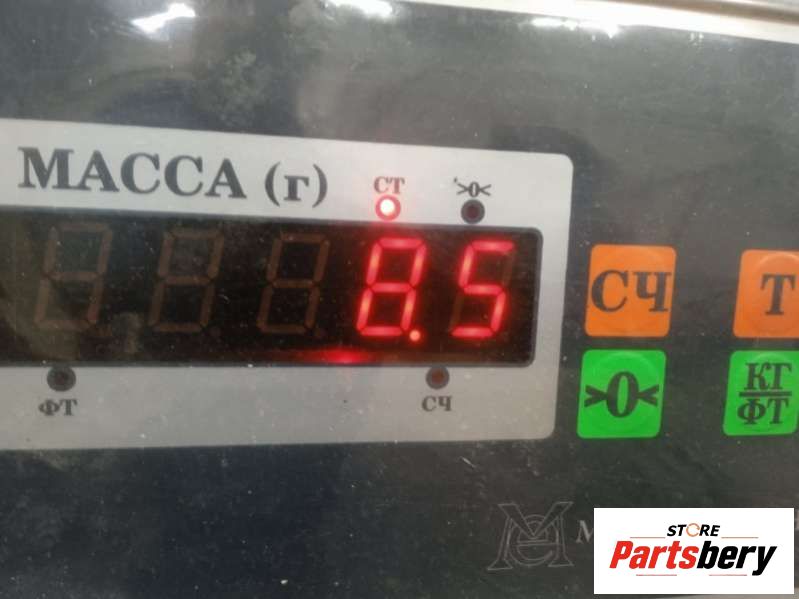 МАССА (г)
СТ
>0<
8.5
СЧ
Т
ФТ
СЧ
>0<
КГ
ФТ
STORE
Partsbery